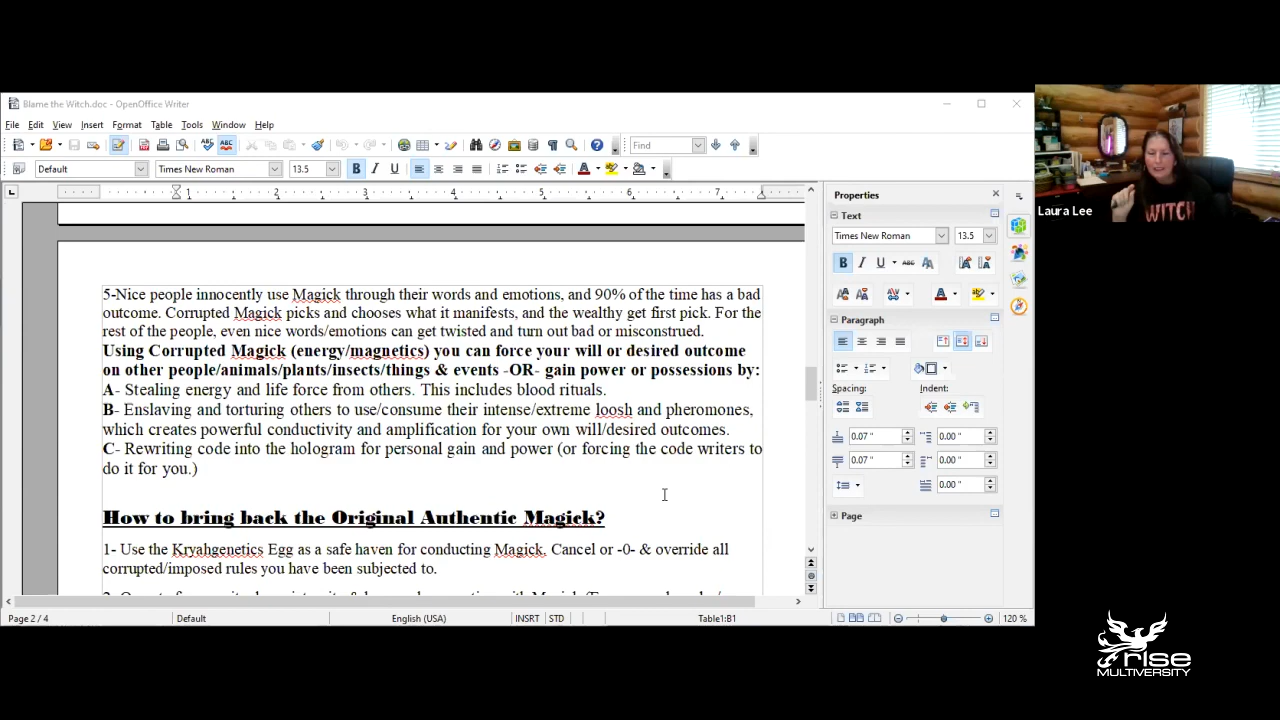 Blame the Witch.doc - OpenOffice Writer
File Edit View Insert Format Table Tools Window Help
Find
Default Times New Roman 13.5
1 2 3 4 5 6 7
Properties
Text
Times New Roman 13.5
Paragraph
Spacing: Indent:
0.07 " 0.00 "
0.07 " 0.00 "
0.00 "
Page
5-Nice people innocently use Magick through their words and emotions, and 90% of the time has a bad
outcome. Corrupted Magick picks and chooses what it manifests, and the wealthy get first pick. For the
rest of the people, even nice words/emotions can get twisted and turn out bad or misconstrued.
Using Corrupted Magick (energy/magnetics) you can force your will or desired outcome
on other people/animals/plants/insects/things & events -OR- gain power or possessions by:
A- Stealing energy and life force from others. This includes blood rituals.
B- Enslaving and torturing others to use/consume their intense/extreme loosh and pheromones,
which creates powerful conductivity and amplification for your own will/desired outcomes.
C- Rewriting code into the hologram for personal gain and power (or forcing the code writers to
do it for you.)
How to bring back the Original Authentic Magick?
1- Use the Kryahgenetics Egg as a safe haven for conducting Magick. Cancel or -0- & override all
corrupted/imposed rules you have been subjected to.
Page 2 / 4 Default English (USA) INSRT STD Table1:B1 120 %
Laura Lee
WITCH
rise
MULTIVERSITY